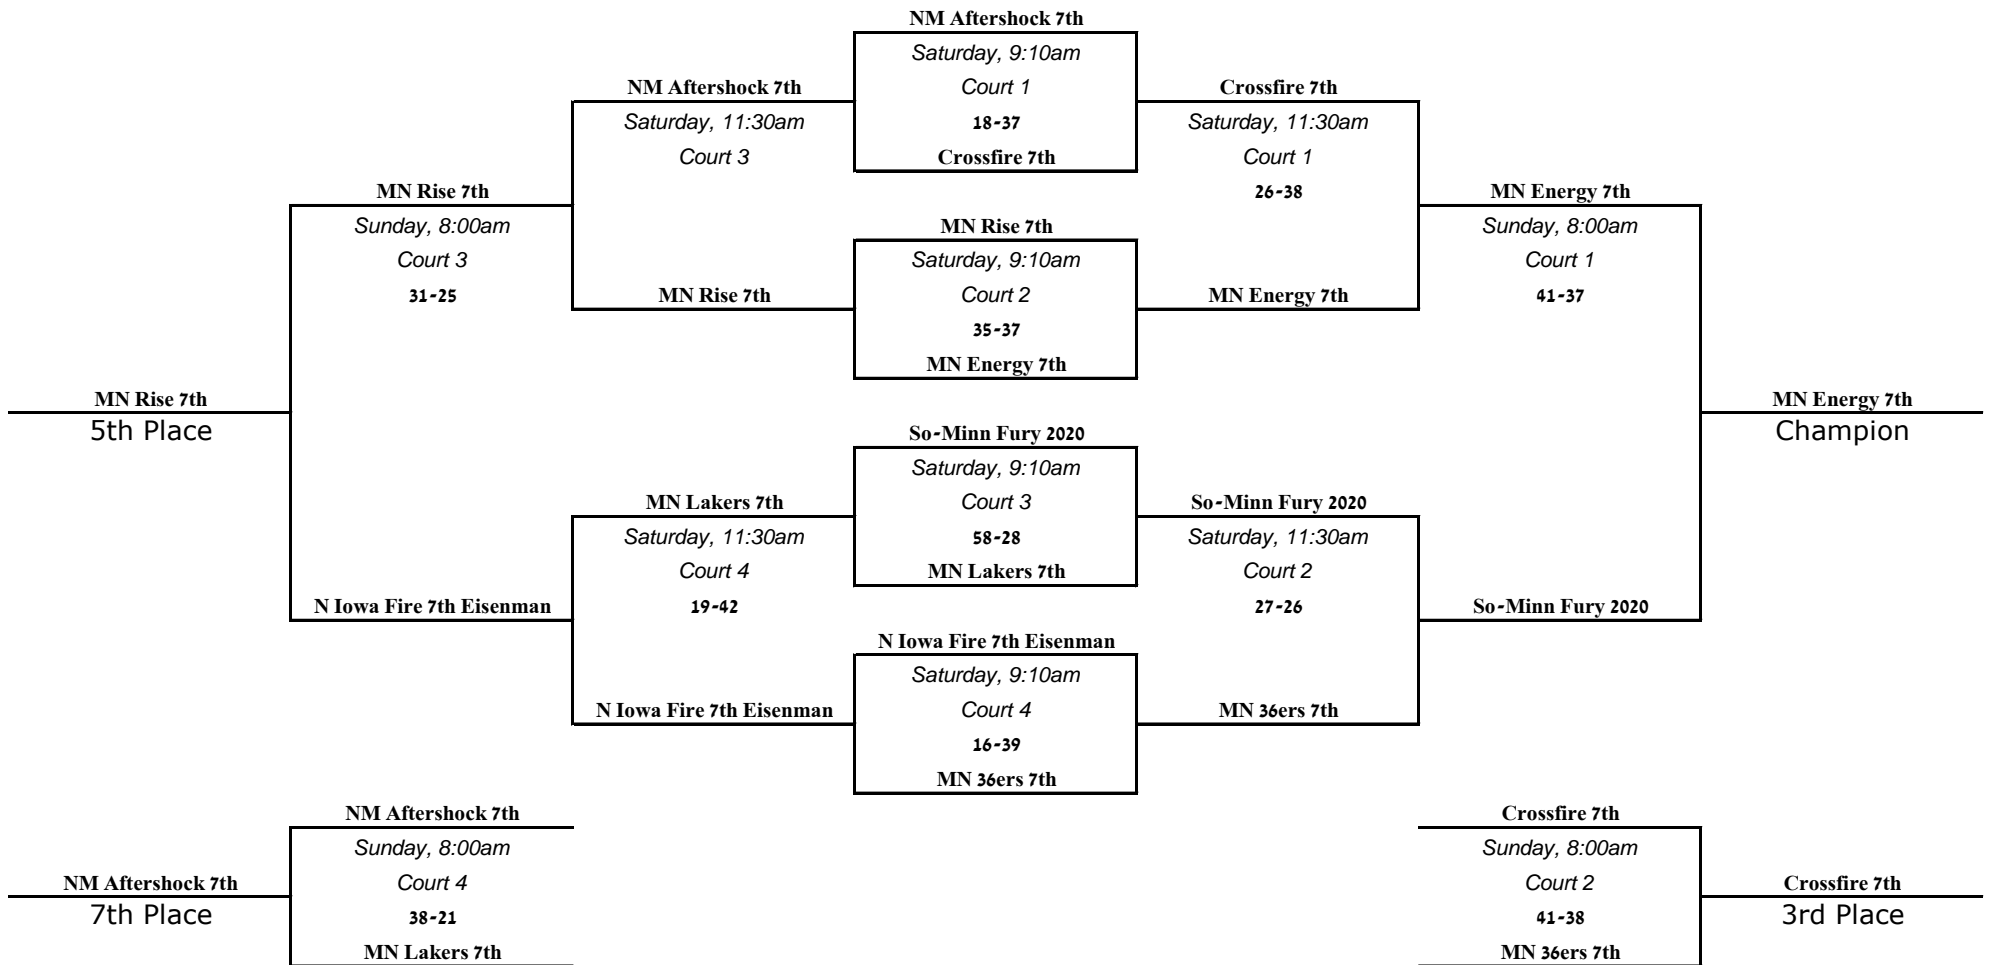 NM Aftershock 7th
Saturday, 9:10am
NM Aftershock 7th
Court 1
Crossfire 7th
Saturday, 11:30am
18-37
Saturday, 11:30am
Court 3
Crossfire 7th
Court 1
MN Rise 7th
26-38
MN Energy 7th
Sunday, 8:00am
MN Rise 7th
Sunday, 8:00am
Court 3
Saturday, 9:10am
Court 1
31-25
MN Rise 7th
Court 2
MN Energy 7th
41-37
35-37
MN Energy 7th
MN Rise 7th
MN Energy 7th
5th Place
So-Minn Fury 2020
Champion
Saturday, 9:10am
MN Lakers 7th
Court 3
So-Minn Fury 2020
Saturday, 11:30am
58-28
Saturday, 11:30am
Court 4
MN Lakers 7th
Court 2
N Iowa Fire 7th Eisenman
19-42
27-26
So-Minn Fury 2020
N Iowa Fire 7th Eisenman
Saturday, 9:10am
N Iowa Fire 7th Eisenman
Court 4
MN 36ers 7th
16-39
MN 36ers 7th
NM Aftershock 7th
Crossfire 7th
Sunday, 8:00am
Sunday, 8:00am
NM Aftershock 7th
Court 4
Court 2
Crossfire 7th
7th Place
38-21
41-38
3rd Place
MN Lakers 7th
MN 36ers 7th